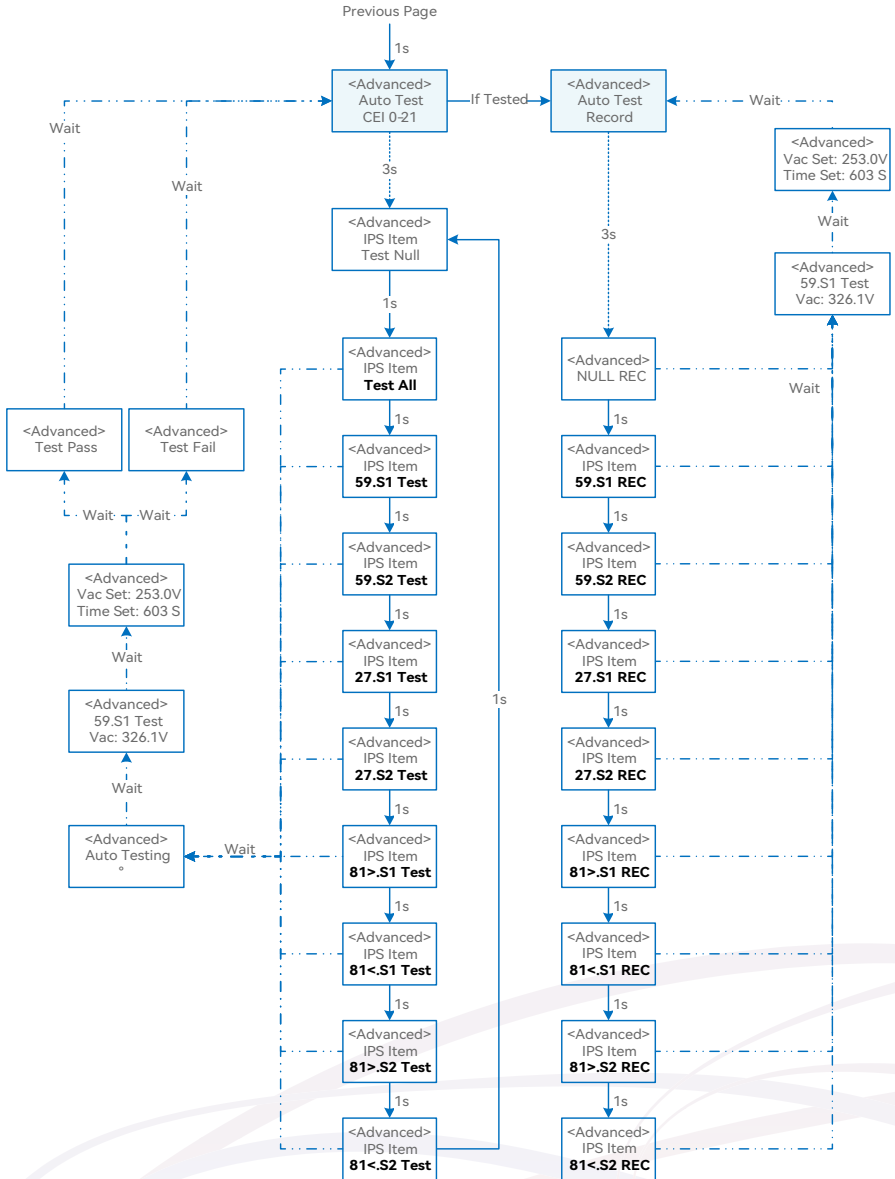 Previous Page
1s
<Advanced>
Auto Test
CEI 0-21
If Tested
<Advanced>
Auto Test
Record
Wait
Wait
Wait
<Advanced>
Vac Set: 253.0V
Time Set: 603 S
Wait
<Advanced>
59.S1 Test
Vac: 326.1V
Wait
3s
3s
<Advanced>
IPS Item
Test Null
1s
<Advanced>
IPS Item
Test All
1s
<Advanced>
IPS Item
59.S1 Test
1s
<Advanced>
IPS Item
59.S2 Test
1s
<Advanced>
IPS Item
27.S1 Test
1s
<Advanced>
IPS Item
27.S2 Test
1s
<Advanced>
IPS Item
81>.S1 Test
1s
<Advanced>
IPS Item
81<.S1 Test
1s
<Advanced>
IPS Item
81>.S2 Test
1s
<Advanced>
IPS Item
81<.S2 Test
1s
<Advanced>
NULL REC
1s
<Advanced>
IPS Item
59.S1 REC
1s
<Advanced>
IPS Item
59.S2 REC
1s
<Advanced>
IPS Item
27.S1 REC
1s
<Advanced>
IPS Item
27.S2 REC
1s
<Advanced>
IPS Item
81>.S1 REC
1s
<Advanced>
IPS Item
81<.S1 REC
1s
<Advanced>
IPS Item
81>.S2 REC
1s
<Advanced>
IPS Item
81<.S2 REC
<Advanced>
Test Pass
<Advanced>
Test Fail
Wait
Wait
<Advanced>
Vac Set: 253.0V
Time Set: 603 S
Wait
<Advanced>
59.S1 Test
Vac: 326.1V
Wait
<Advanced>
Auto Testing
°
Wait